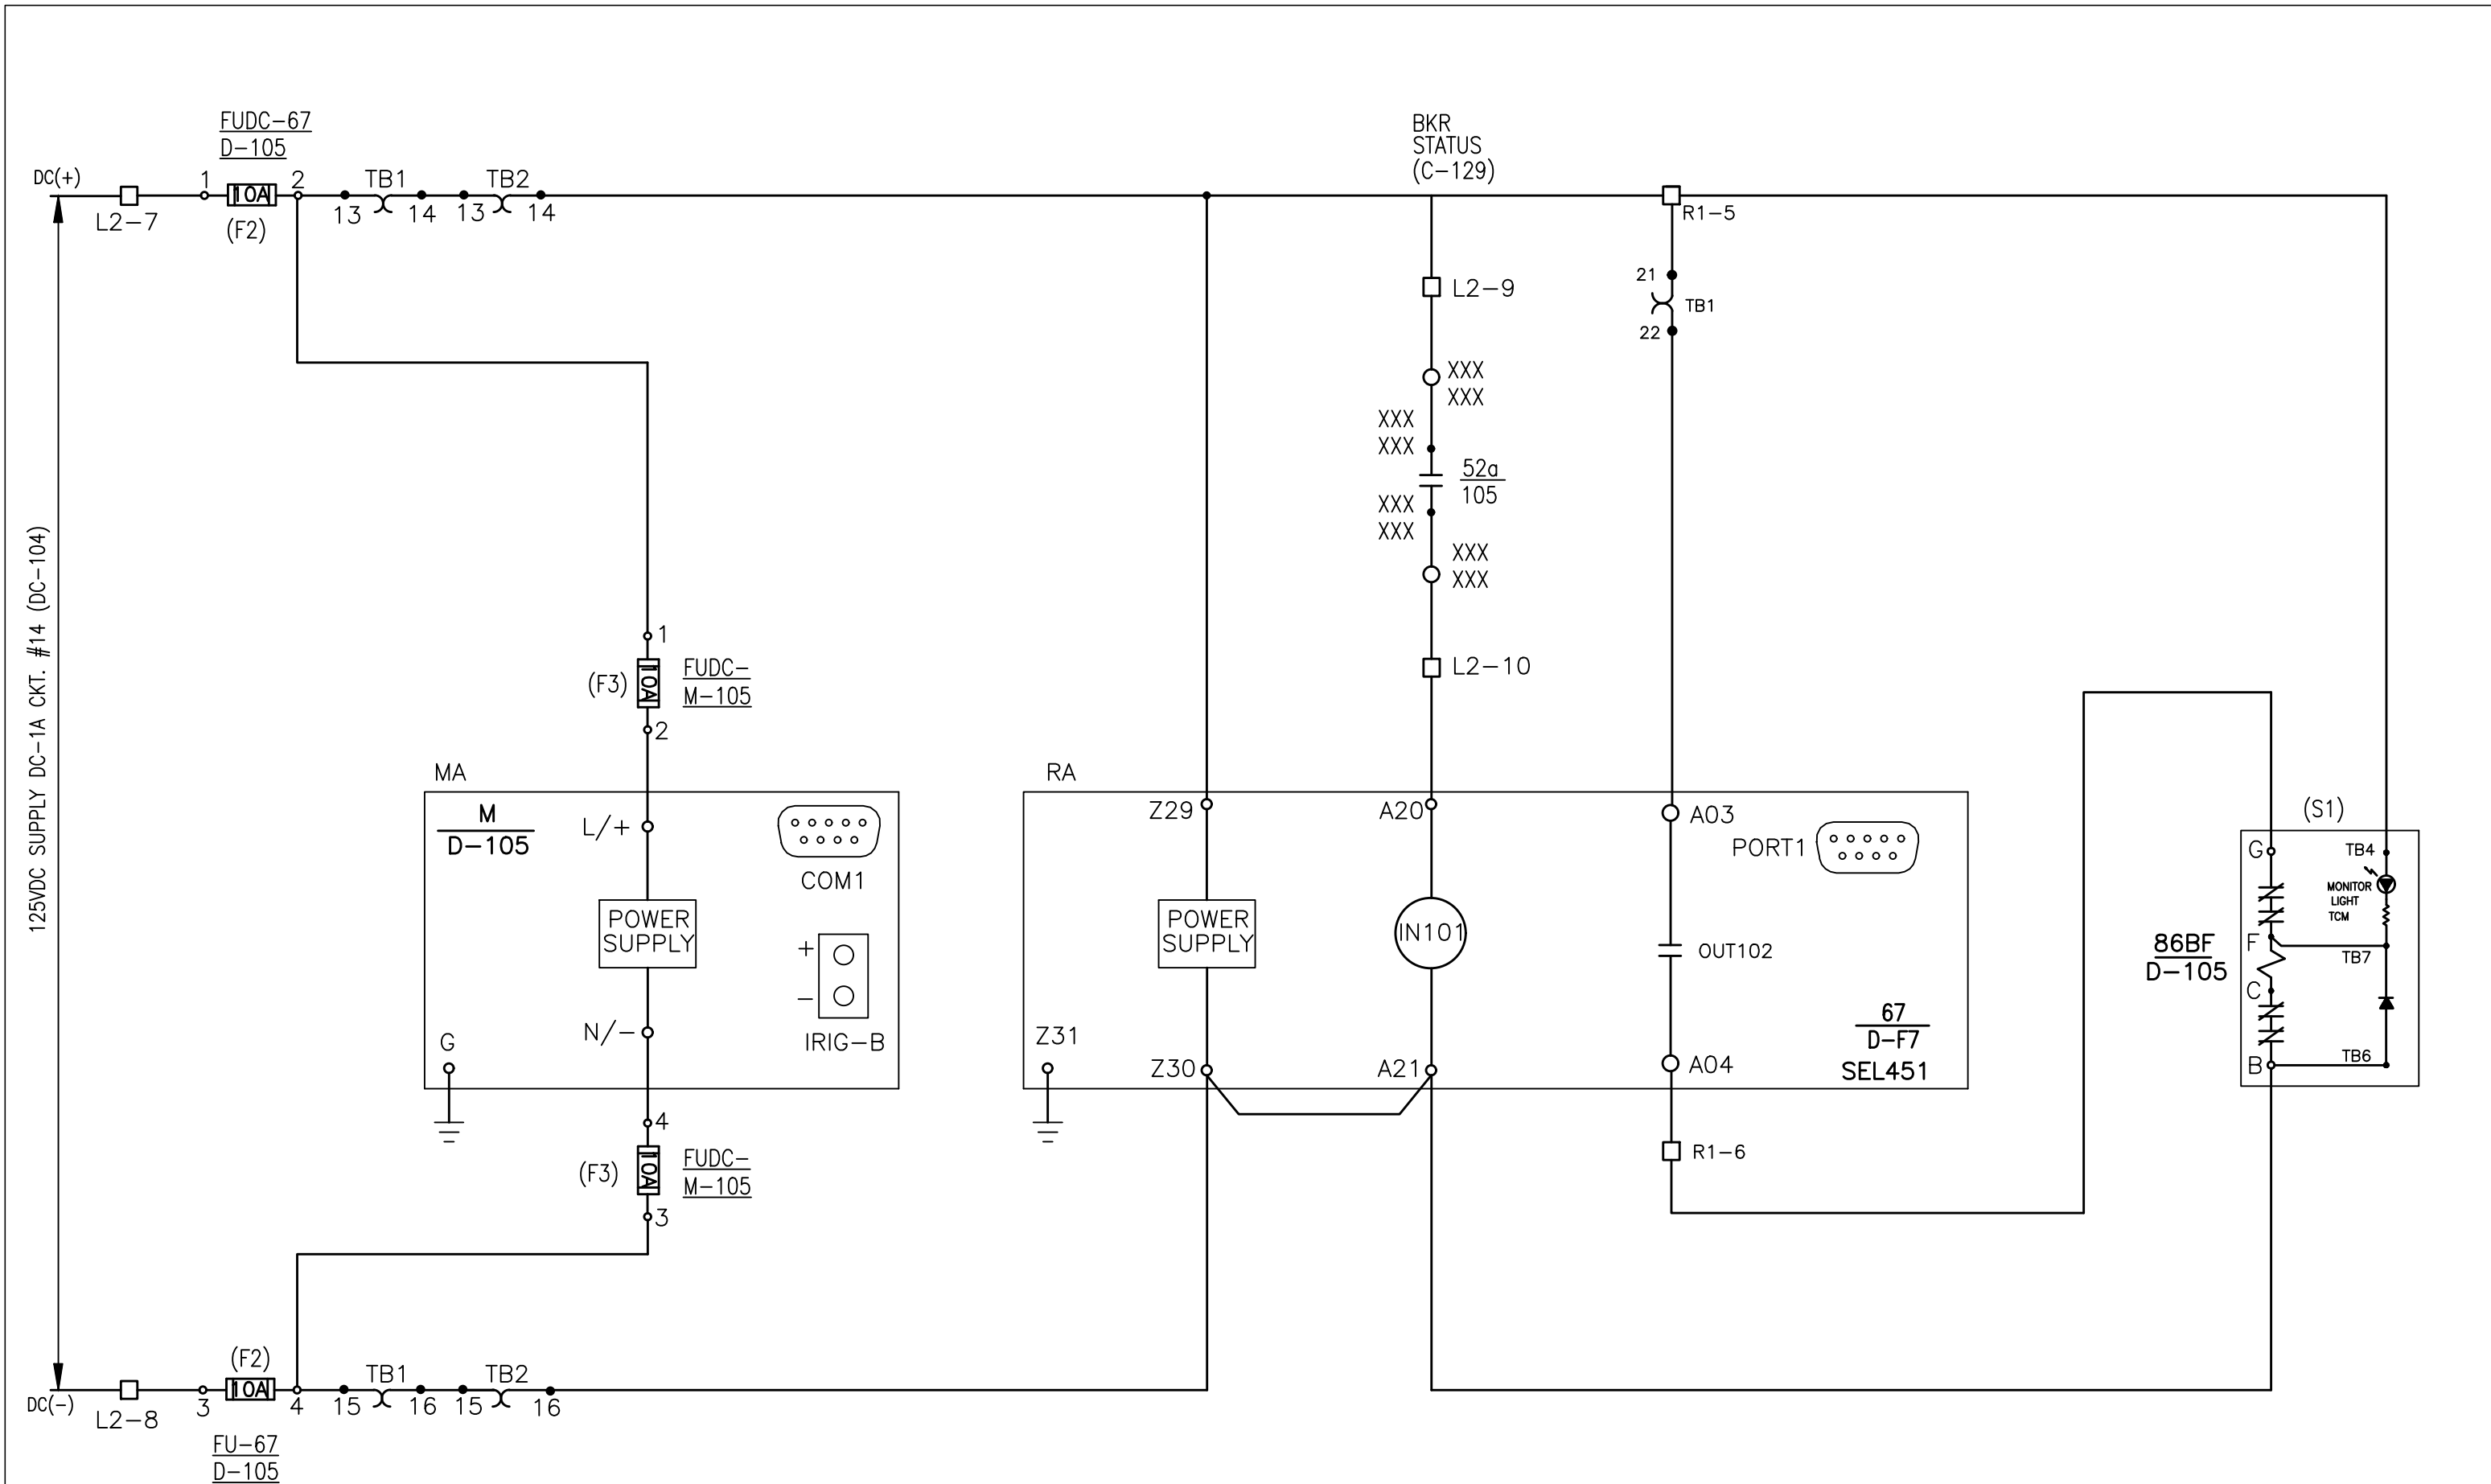 FUDC-67
D-105
BKR
STATUS
(C-129)
DC(+)
L2-7
1
10A
2
(F2)
13
TB1
14
13
TB2
14
R1-5
L2-9
21
TB1
22
XXX
XXX
XXX
XXX
52a
105
XXX
XXX
XXX
XXX
L2-10
125VDC SUPPLY DC-1A CKT. #14 (DC-104)
1
(F3)
10A
FUDC-
M-105
2
MA
M
D-105
L/+
COM1
POWER
SUPPLY
+
-
N/-
IRIG-B
G
4
(F3)
10A
FUDC-
M-105
3
RA
Z29
A20
A03
PORT1
POWER
SUPPLY
IN101
OUT102
Z31
67
D-F7
SEL451
Z30
A21
A04
R1-6
(S1)
G
TB4
MONITOR
LIGHT
TCM
86BF
D-105
F
TB7
C
TB6
B
(F2)
DC(-)
L2-8
3
10A
4
15
TB1
16
15
TB2
16
FU-67
D-105